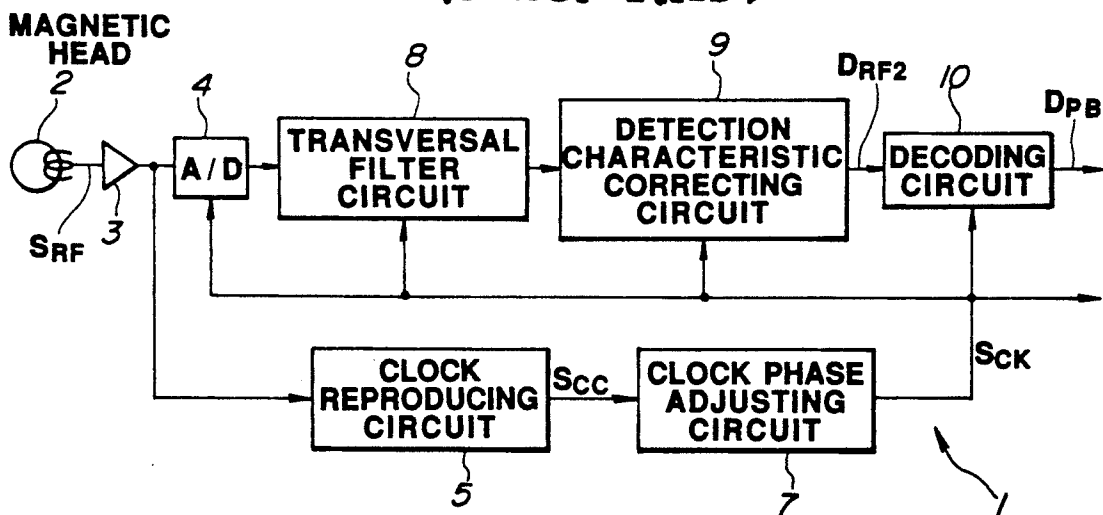 MAGNETIC
HEAD
2
4
8
9
DRF2
10
DPB
A/D
TRANSVERSAL
FILTER
CIRCUIT
DETECTION
CHARACTERISTIC
CORRECTING
CIRCUIT
DECODING
CIRCUIT
3
SRF
CLOCK
REPRODUCING
CIRCUIT
SCC
CLOCK PHASE
ADJUSTING
CIRCUIT
SCK
5
7
1